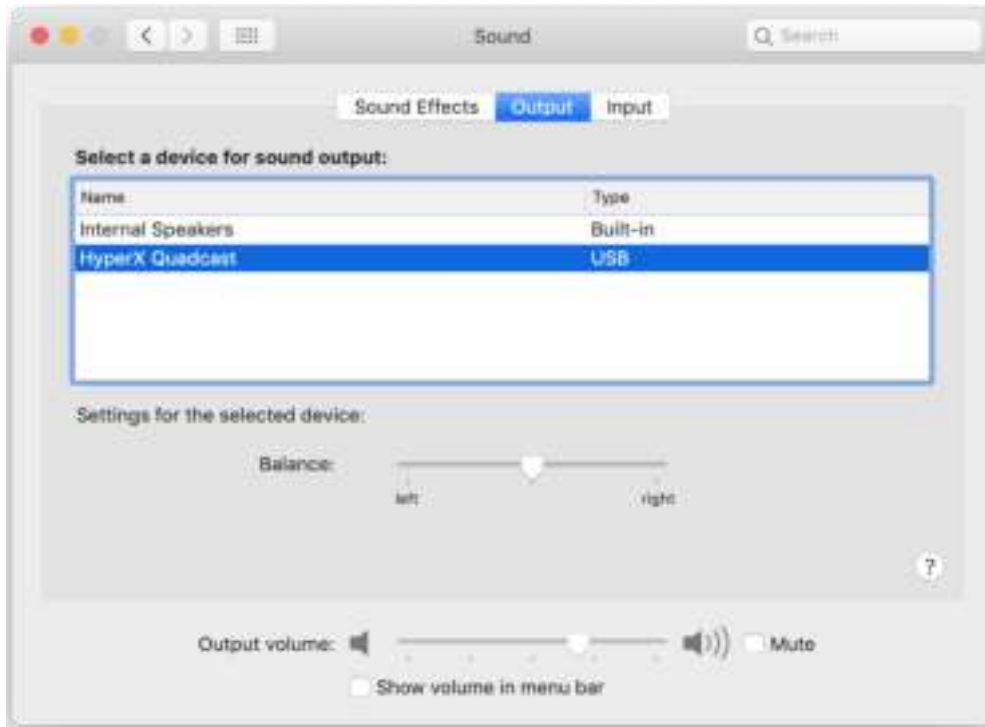 Sound
Search
Sound Effects Output Input
Select a device for sound output:
Name Type
Internal Speakers Built-in
HyperX Quadcast USB
Settings for the selected device:
Balance:
left right
?
Output volume: Mute
Show volume in menu bar